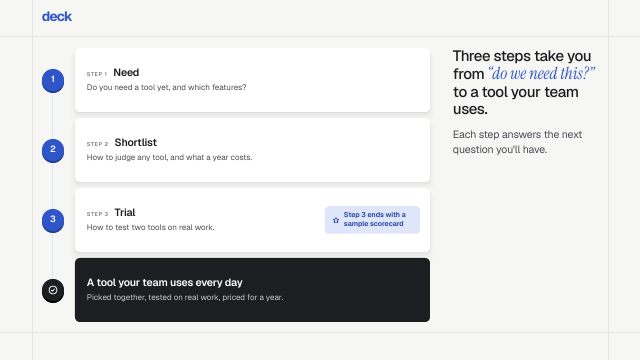 deck
1
STEP 1 Need
Do you need a tool yet, and which features?
2
STEP 2 Shortlist
How to judge any tool, and what a year costs.
3
STEP 3 Trial
How to test two tools on real work.
Step 3 ends with a
sample scorecard
A tool your team uses every day
Picked together, tested on real work, priced for a year.
Three steps take you
from “do we need this?”
to a tool your team
uses.
Each step answers the next
question you'll have.